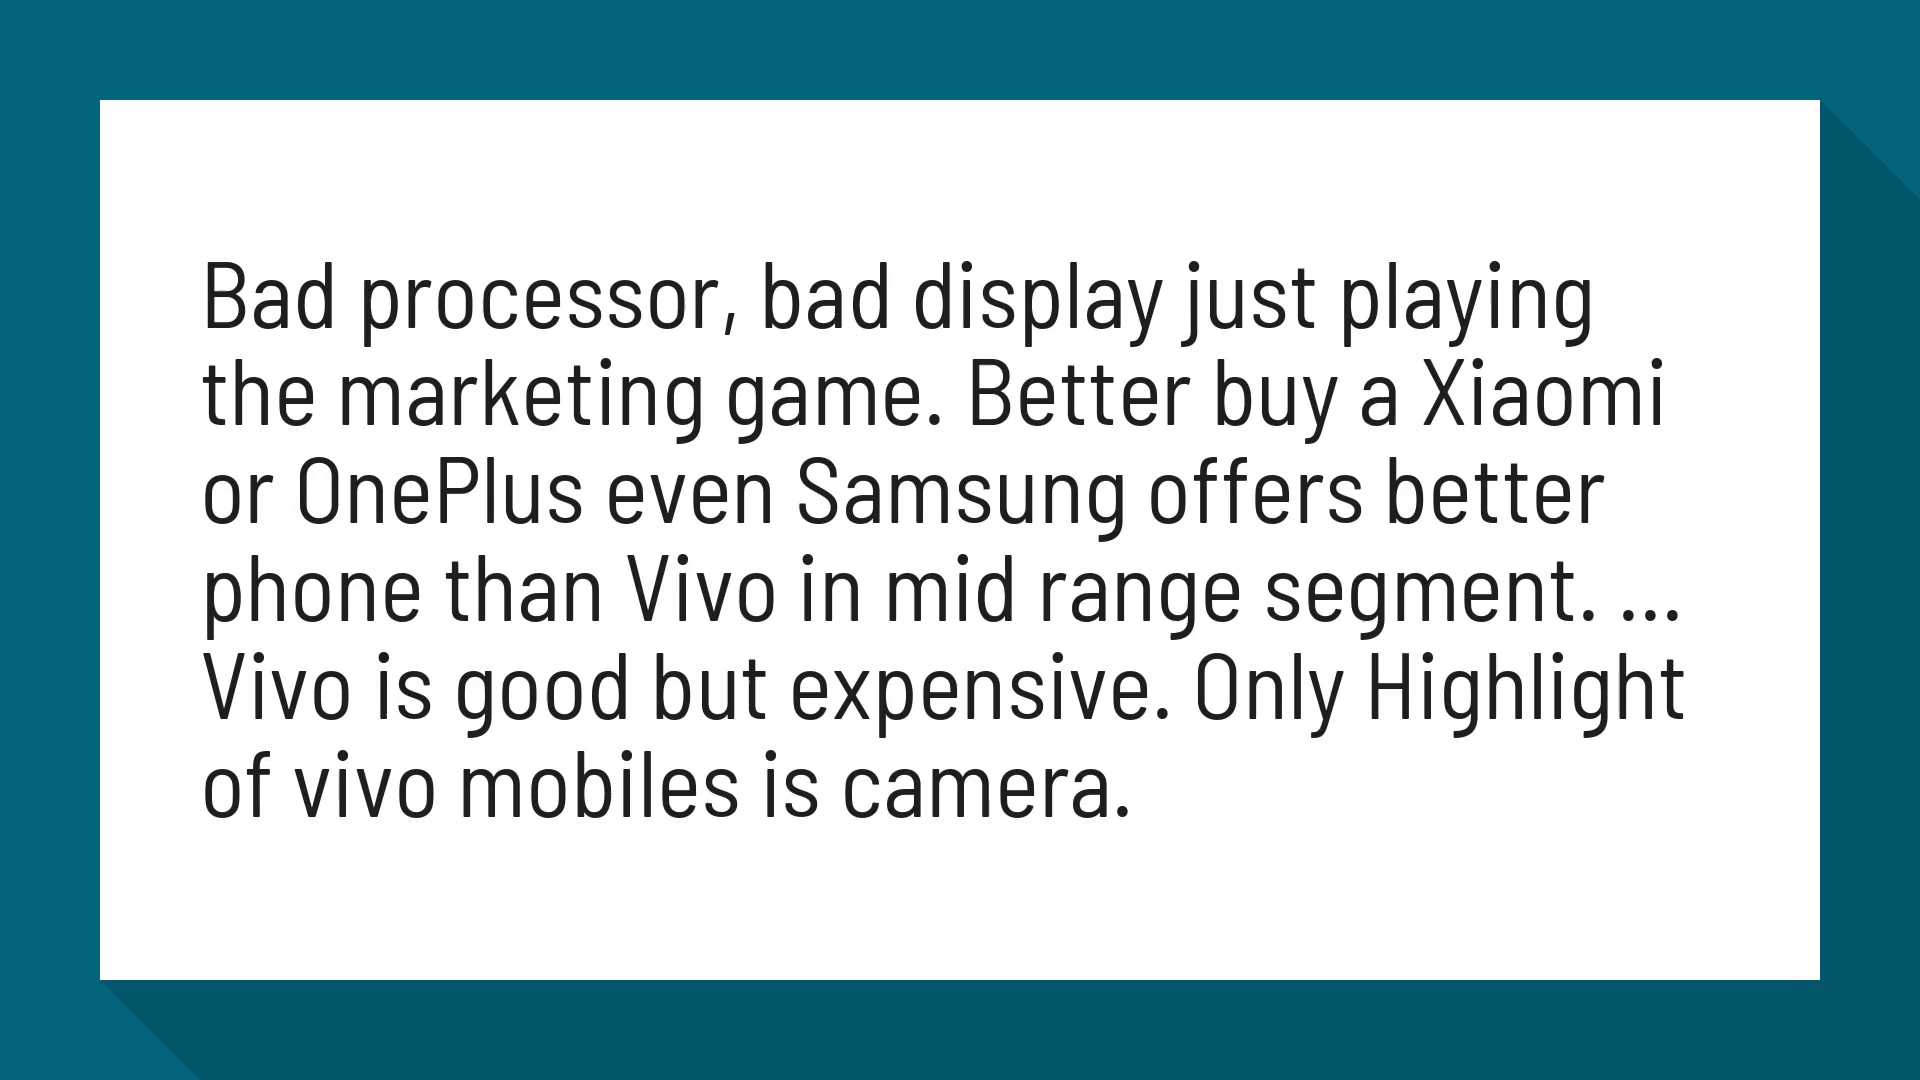 Bad processor, bad display just playing
the marketing game. Better buy a Xiaomi
or OnePlus even Samsung offers better
phone than Vivo in mid range segment. ...
Vivo is good but expensive. Only Highlight
of vivo mobiles is camera.